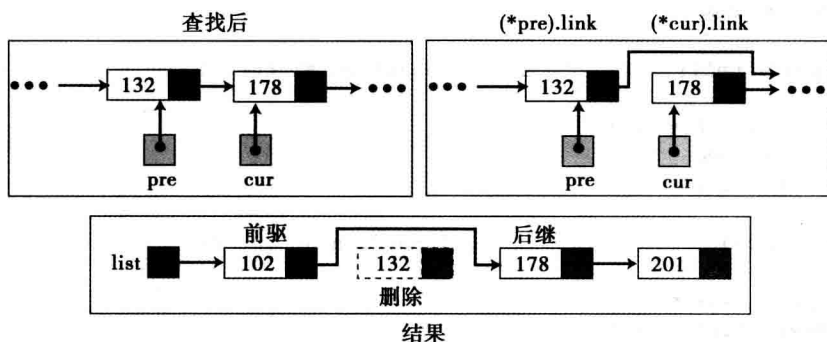 查找后
(*pre).link (*cur).link
••• 132 178 •••
pre cur
132 178 •••
pre cur
前驱 后继
list 102 132 178 201
删除
结果